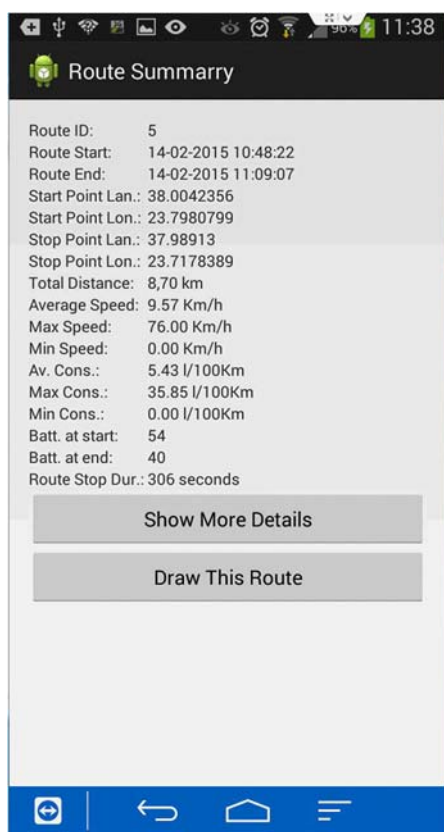 96% 11:38
Route Summarry
Route ID: 5
Route Start: 14-02-2015 10:48:22
Route End: 14-02-2015 11:09:07
Start Point Lan.: 38.0042356
Start Point Lon.: 23.7980799
Stop Point Lan.: 37.98913
Stop Point Lon.: 23.7178389
Total Distance: 8,70 km
Average Speed: 9.57 Km/h
Max Speed: 76.00 Km/h
Min Speed: 0.00 Km/h
Av. Cons.: 5.43 l/100Km
Max Cons.: 35.85 l/100Km
Min Cons.: 0.00 l/100Km
Batt. at start: 54
Batt. at end: 40
Route Stop Dur.: 306 seconds
Show More Details
Draw This Route